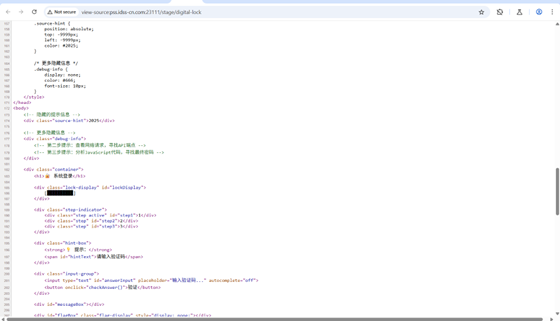 Not secure view-source:pss.idss-cn.com:23111/stage/digital-lock
.source-hint {
position: absolute;
top: -9999px;
left: -9999px;
color: #2025;
}
/* 更多隐藏信息 */
.debug-info {
display: none;
color: #666;
font-size: 10px;
}
</style>
</head>
<body>
<!-- 隐藏的提示信息 -->
<div class="source-hint">2025</div>
<!-- 更多隐藏信息 -->
<div class="debug-info">
<!-- 第二步提示：查看网络请求，寻找API端点 -->
<!-- 第三步提示：分析JavaScript代码，寻找最终密码 -->
</div>
<div class="container">
<h1>🔒 系统登录</h1>
<div class="lock-display" id="lockDisplay">
</div>
<div class="step-indicator">
<div class="step active" id="step1">1</div>
<div class="step" id="step2">2</div>
<div class="step" id="step3">3</div>
</div>
<div class="hint-box">
<strong>💡 提示：</strong>
<span id="hintText">请输入验证码</span>
</div>
<div class="input-group">
<input type="text" id="answerInput" placeholder="输入验证码..." autocomplete="off">
<button onclick="checkAnswer()">验证</button>
</div>
<div id="messageBox"></div>
<div id="flagBox" class="flag-display" style="display: none;"></div>